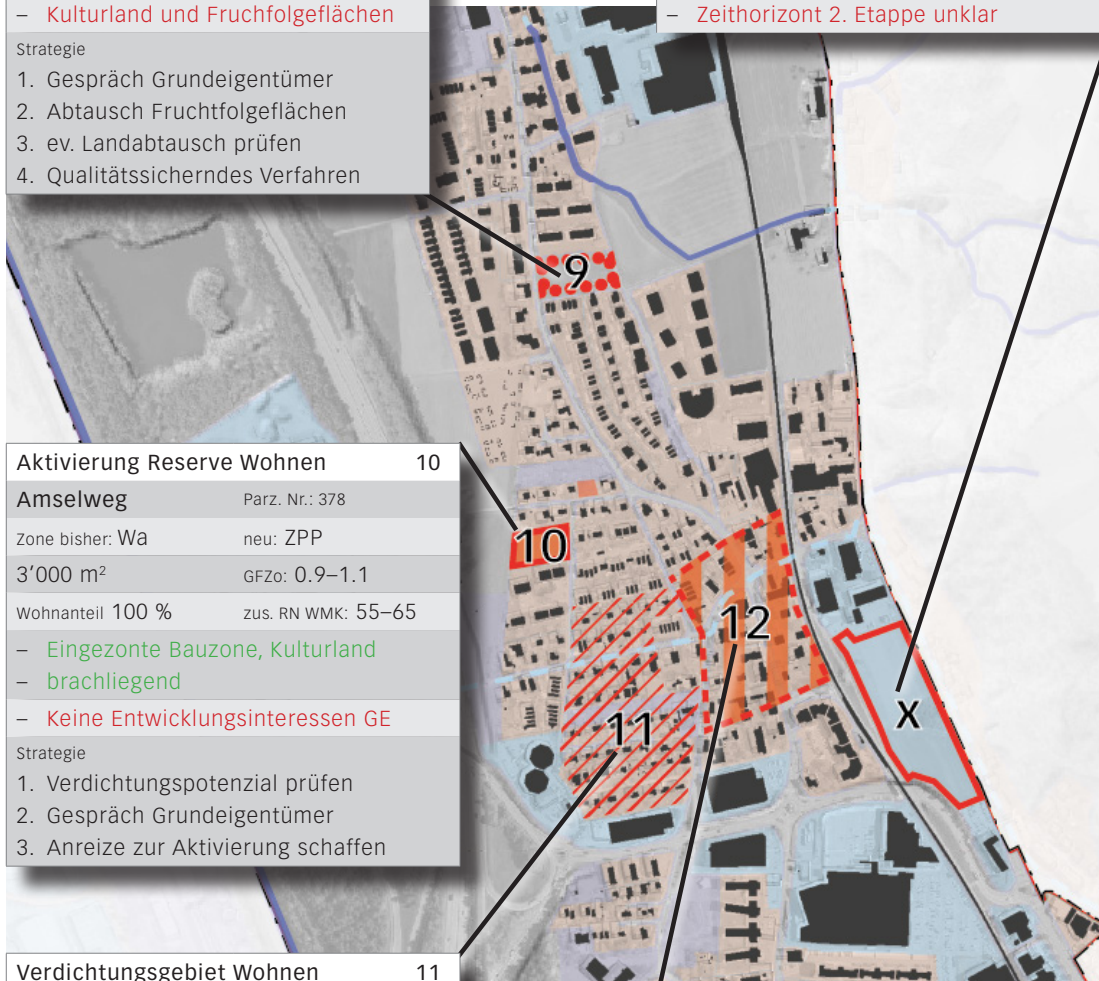 – Kulturland und Fruchfolgeflächen
Strategie
1. Gespräch Grundeigentümer
2. Abtausch Fruchtfolgeflächen
3. ev. Landabtausch prüfen
4. Qualitätssicherndes Verfahren
– Zeithorizont 2. Etappe unklar
9
Aktivierung Reserve Wohnen 10
Amselweg Parz. Nr.: 378
Zone bisher: Wa neu: ZPP
3’000 m² GFZo: 0.9–1.1
Wohnanteil 100 % zus. RN WMK: 55–65
– Eingezonte Bauzone, Kulturland
– brachliegend
– Keine Entwicklungsinteressen GE
Strategie
1. Verdichtungspotenzial prüfen
2. Gespräch Grundeigentümer
3. Anreize zur Aktivierung schaffen
10
12
11
X
Verdichtungsgebiet Wohnen 11